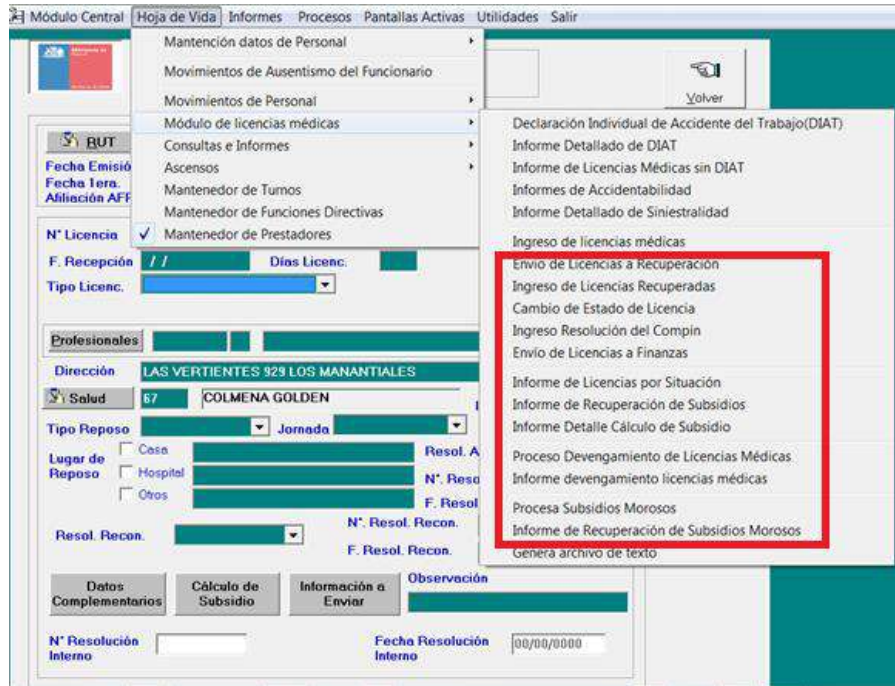 Módulo Central Hoja de Vida Informes Procesos Pantallas Activas Utilidades Salir
Mantención datos de Personal
Movimientos de Ausentismo del Funcionario
Movimientos de Personal
Módulo de licencias médicas
Consultas e Informes
Ascensos
Mantenedor de Turnos
Mantenedor de Funciones Directivas
Mantenedor de Prestadores
Volver
Declaración Individual de Accidente del Trabajo(DIAT)
Informe Detallado de DIAT
Informe de Licencias Médicas sin DIAT
Informes de Accidentabilidad
Informe Detallado de Siniestralidad
Ingreso de licencias médicas
Envío de Licencias a Recuperación
Ingreso de Licencias Recuperadas
Cambio de Estado de Licencia
Ingreso Resolución del Compin
Envío de Licencias a Finanzas
Informe de Licencias por Situación
Informe de Recuperación de Subsidios
Informe Detalle Cálculo de Subsidio
Proceso Devengamiento de Licencias Médicas
Informe devengamiento licencias médicas
Procesa Subsidios Morosos
Informe de Recuperación de Subsidios Morosos
Genera archivo de texto
RUT
Fecha Emisió
Fecha 1era.
Afiliación AFF
N° Licencia
F. Recepción / / Días Licenc.
Tipo Licenc.
Profesionales
Dirección LAS VERTIENTES 929 LOS MANANTIALES
Salud 67 COLMENA GOLDEN
Tipo Reposo Jornada
Lugar de Reposo
Casa
Hospital
Otros
Resol. A
N°. Reso
F. Resol
Resol. Recon.
N°. Resol. Recon.
F. Resol. Recon.
Datos Complementarios
Cálculo de Subsidio
Información a Enviar
Observación
N° Resolución Interno
Fecha Resolución Interno 00/00/0000